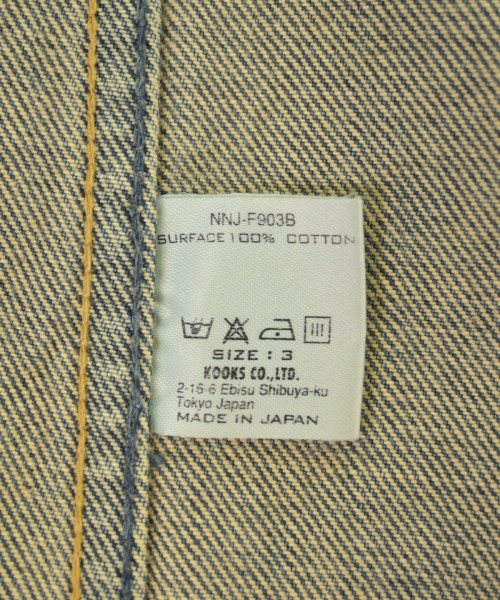 NNJ-F903B
SURFACE 100% COTTON
SIZE : 3
KOOKS CO.,LTD.
2-16-6 Ebisu Shibuya-ku
Tokyo Japan
MADE IN JAPAN